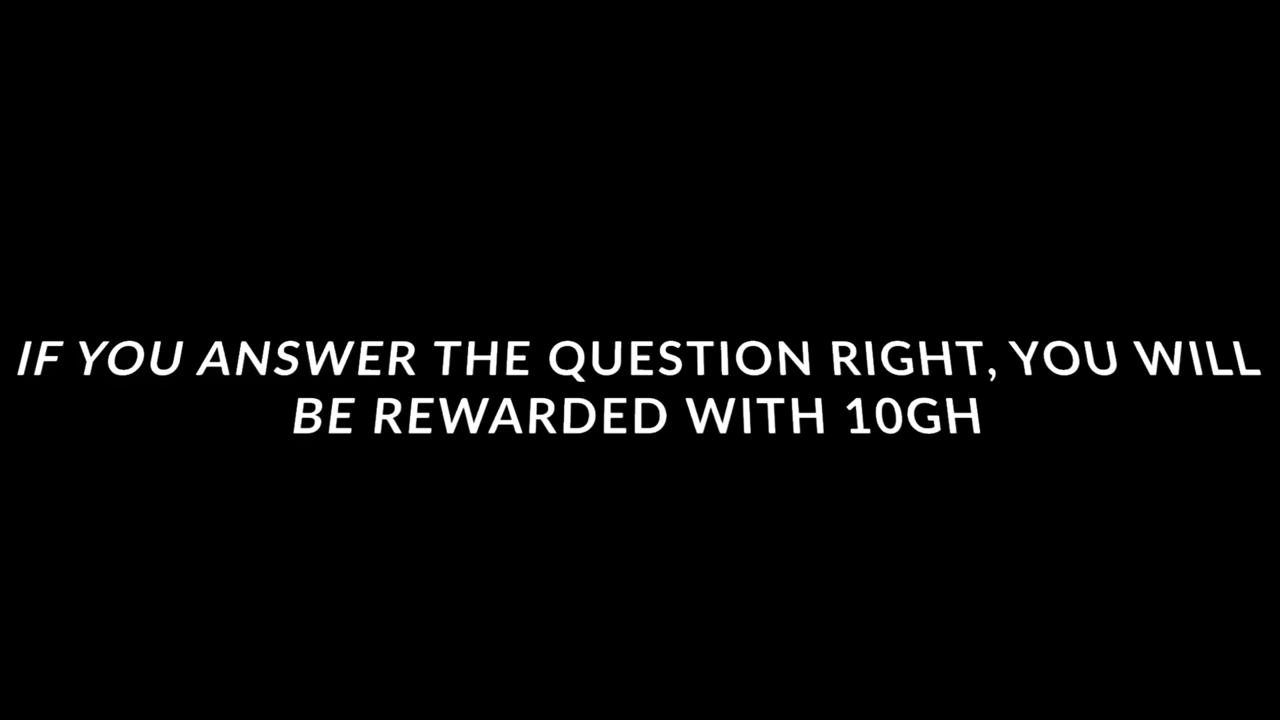 IF YOU ANSWER THE QUESTION RIGHT, YOU WILL
BE REWARDED WITH 10GH